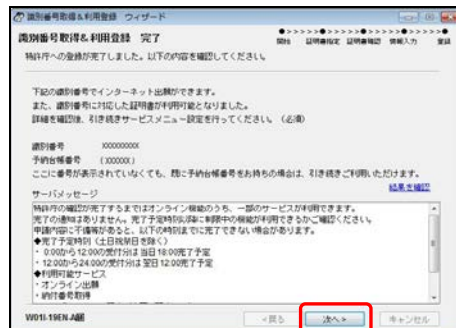 識別番号取得&利用登録 ウィザード
識別番号取得&利用登録 完了
●>>>>>●>>>>>●>>>>>●>>>>>●
開始 証明書指定 証明書確認 情報入力 登録
特許庁への登録が完了しました。以下の内容を確認してください。
下記の識別番号でインターネット出願ができます。
また、識別番号に対応した証明書が利用可能となりました。
詳細を確認後、引き続きサービスメニュー設定を行ってください。(必須)
識別番号 XXXXXXXXX
予納台帳番号 (XXXXXX)
ここに番号が表示されていなくても、既に予納台帳番号をお持ちの場合は、引き続きご利用いただけます。
サーバメッセージ
結果を確認
特許庁の確認が完了するまではオンライン機能のうち、一部のサービスが利用できます。
完了の通知はありません。完了予定時刻以降に制限中の機能が利用できるかご確認ください。
申請内容に不備等があると、以下の時刻までに完了できない場合があります。
◆完了予定時刻(土日祝祭日を除く)
・0:00から12:00の受付分は当日18:00完了予定
・12:00から24:00の受付分は翌日12:00完了予定
◆利用可能サービス
・オンライン出願
・納付番号取得
W01I-19EN-A紙
<戻る
次へ>
キャンセル